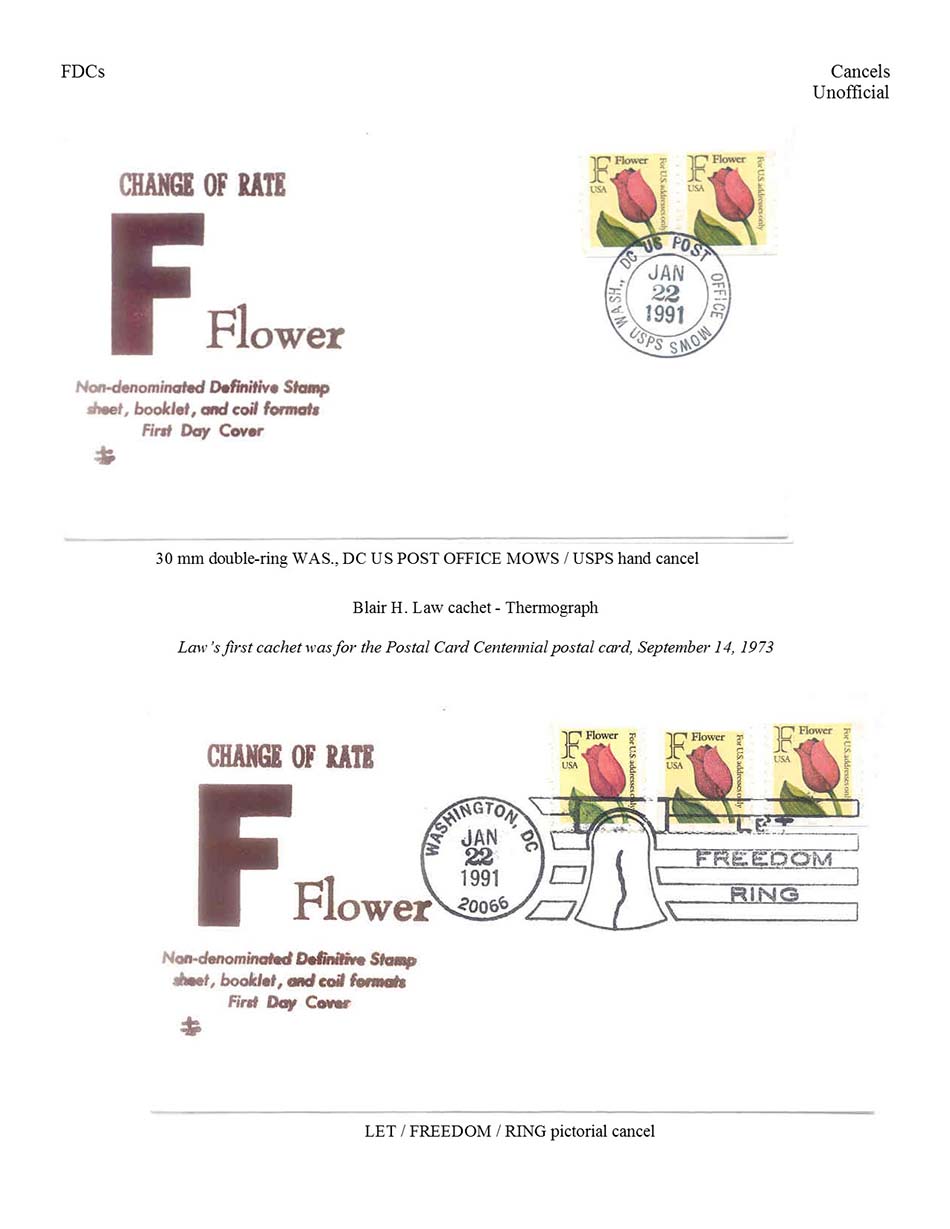 FDCs
Cancels
Unofficial
CHANGE OF RATE
F
Flower
Non-denominated Definitive Stamp
sheet, booklet, and coil formats
First Day Cover
F Flower
USA
For U.S. addresses only
F Flower
USA
For U.S. addresses only
WASH., DC US POST OFFICE
JAN
22
1991
USPS SMOW
30 mm double-ring WAS., DC US POST OFFICE MOWS / USPS hand cancel
Blair H. Law cachet - Thermograph
Law's first cachet was for the Postal Card Centennial postal card, September 14, 1973
CHANGE OF RATE
F
Flower
Non-denominated Definitive Stamp
sheet, booklet, and coil formats
First Day Cover
F Flower
USA
For U.S. addresses only
F Flower
USA
For U.S. addresses only
F Flower
USA
For U.S. addresses only
WASHINGTON, DC
JAN
22
1991
20066
LET
FREEDOM
RING
LET / FREEDOM / RING pictorial cancel